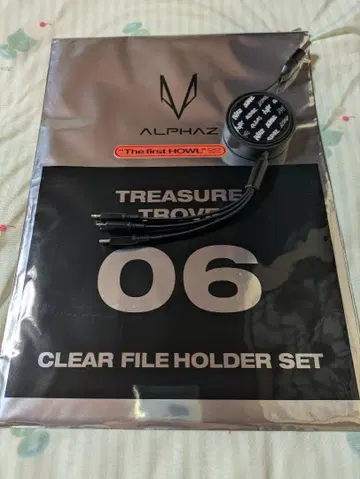 ALPHAZ
"The first HOWL"
TREASURE
TROVE
06
CLEAR FILE HOLDER SET